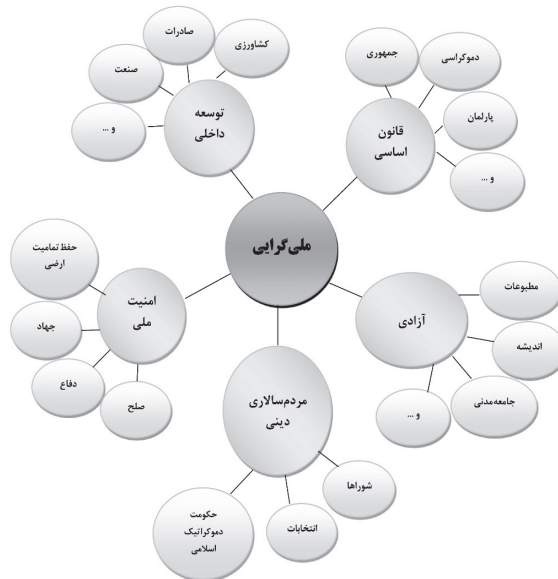 ملی‌گرایی
قانون
اساسی
جمهوری
دموکراسی
پارلمان
و ...
آزادی
مطبوعات
اندیشه
جامعه‌مدنی
و ...
مردم‌سالاری
دینی
شوراها
انتخابات
حکومت
دموکراتیک
اسلامی
امنیت
ملی
حفظ تمامیت
ارضی
جهاد
دفاع
صلح
توسعه
داخلی
کشاورزی
صادرات
صنعت
و ...